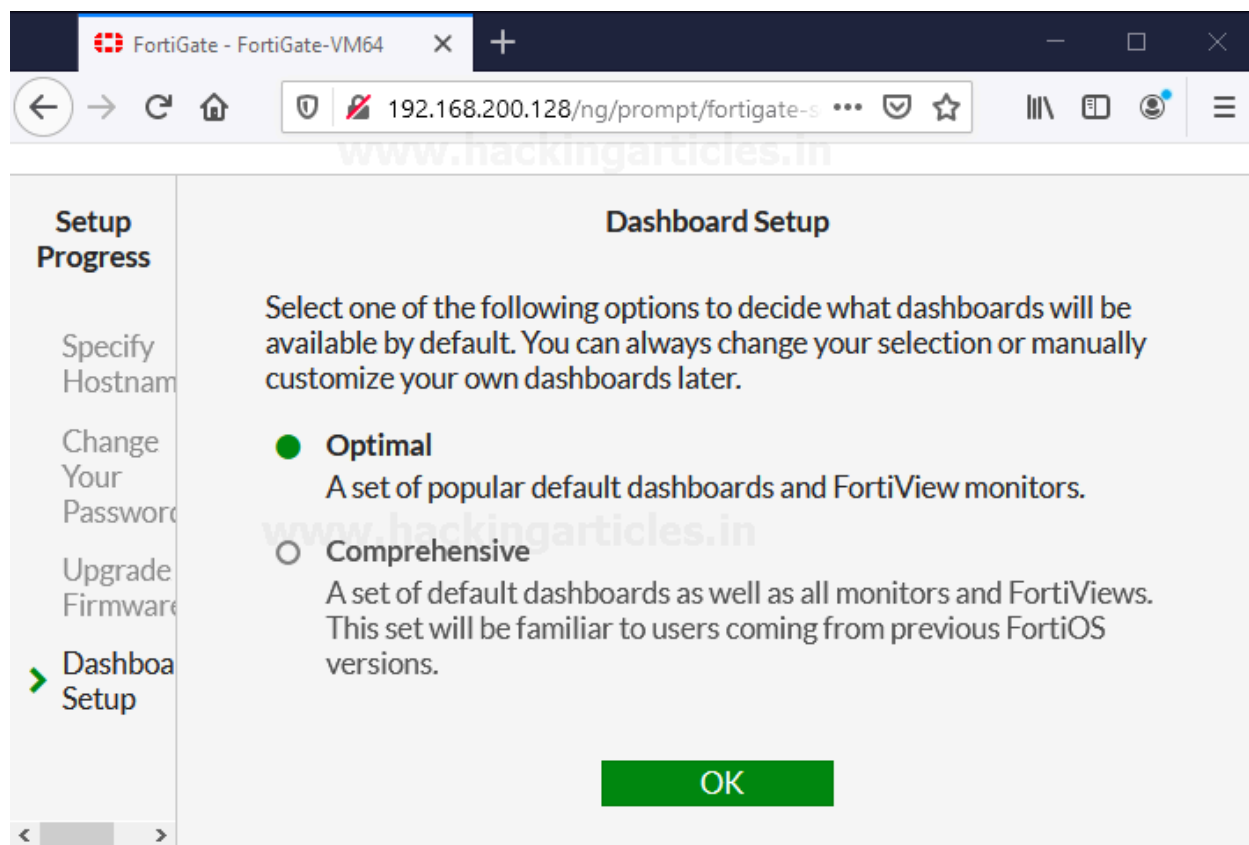 FortiGate - FortiGate-VM64
192.168.200.128/ng/prompt/fortigate-s
www.hackingarticles.in
Setup
Progress
Specify
Hostnam
Change
Your
Password
Upgrade
Firmware
Dashboa
Setup
Dashboard Setup
Select one of the following options to decide what dashboards will be
available by default. You can always change your selection or manually
customize your own dashboards later.
Optimal
A set of popular default dashboards and FortiView monitors.
www.hackingarticles.in
Comprehensive
A set of default dashboards as well as all monitors and FortiViews.
This set will be familiar to users coming from previous FortiOS
versions.
OK